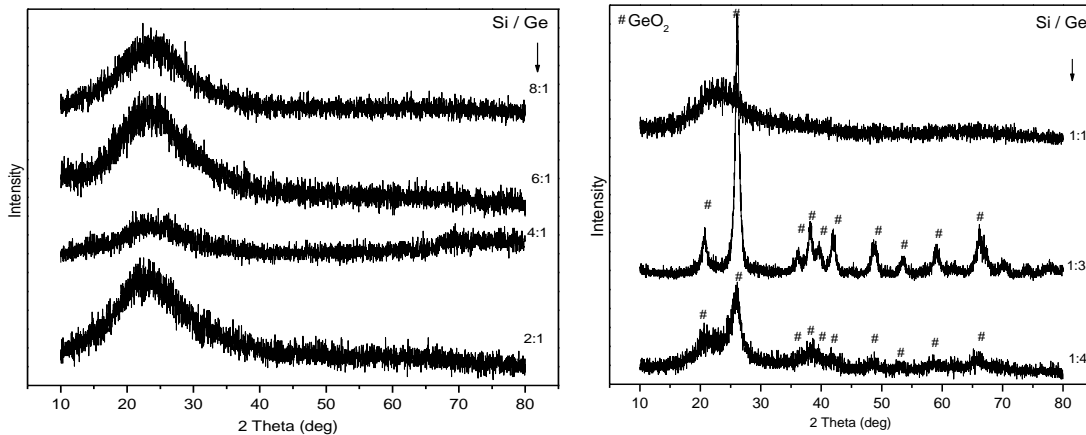 Si / Ge
8:1
6:1
4:1
2:1
Intensity
10 20 30 40 50 60 70 80
2 Theta (deg)
# GeO2
#
Si / Ge
1:1
#
# # # # # # # #
1:3
#
# # # # # # # # #
1:4
Intensity
10 20 30 40 50 60 70 80
2 Theta (deg)